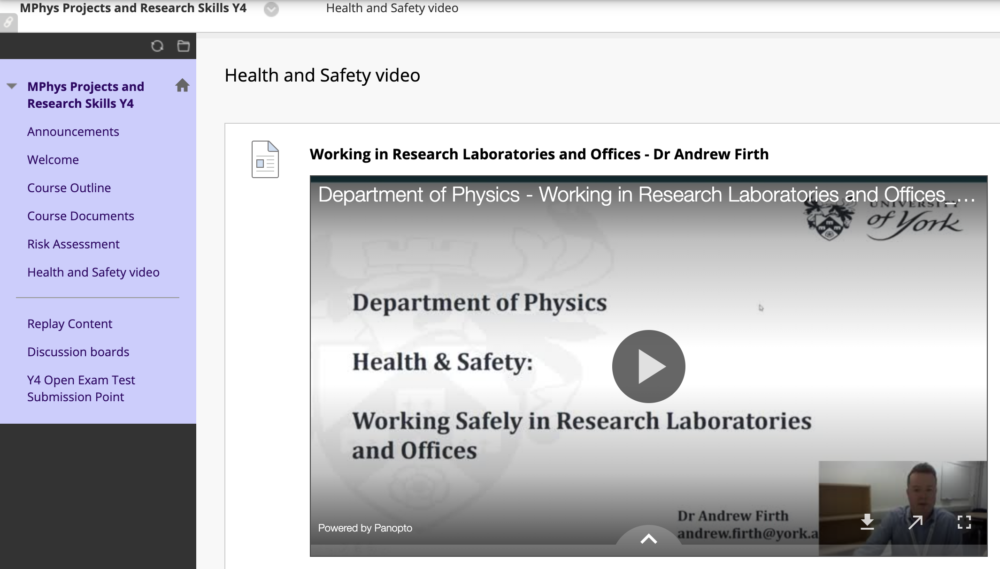 MPhys Projects and Research Skills Y4
Health and Safety video
MPhys Projects and
Research Skills Y4
Announcements
Welcome
Course Outline
Course Documents
Risk Assessment
Health and Safety video
Replay Content
Discussion boards
Y4 Open Exam Test
Submission Point
Health and Safety video
Working in Research Laboratories and Offices - Dr Andrew Firth
Department of Physics - Working in Research Laboratories and Offices_...
UNIVERSITY
of York
Department of Physics
Health & Safety:
Working Safely in Research Laboratories
and Offices
Dr Andrew Firth
andrew.firth@york.a
Powered by Panopto